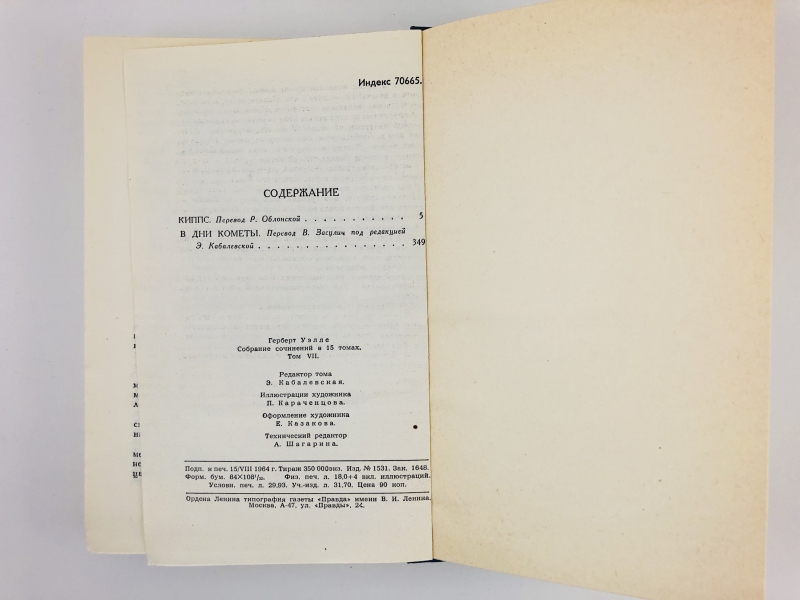 Индекс 70665.
СОДЕРЖАНИЕ
КИППС. Перевод Р. Облонской . . . . . . . . . . . 5
В ДНИ КОМЕТЫ. Перевод В. Засулич под редакцией
Э. Кабалевской . . . . . . . . . . . . . . . . 349
Герберт Уэллс
Собрание сочинений в 15 томах.
Том VII.
Редактор тома
Э. Кабалевская.
Иллюстрации художника
П. Караченцова.
Оформление художника
Е. Казакова.
Технический редактор
А. Шагарина.
Подп. к печ. 15/VIII 1964 г. Тираж 350 000экз. Изд. № 1531. Зак. 1648.
Форм. бум. 84×108¹/₃₂. Физ. печ. л. 18,0+4 вкл. иллюстраций.
Условн. печ. л. 29,93. Уч.-изд. л. 31,70. Цена 90 коп.
Ордена Ленина типография газеты «Правда» имени В. И. Ленина.
Москва, А-47, ул. «Правды», 24.